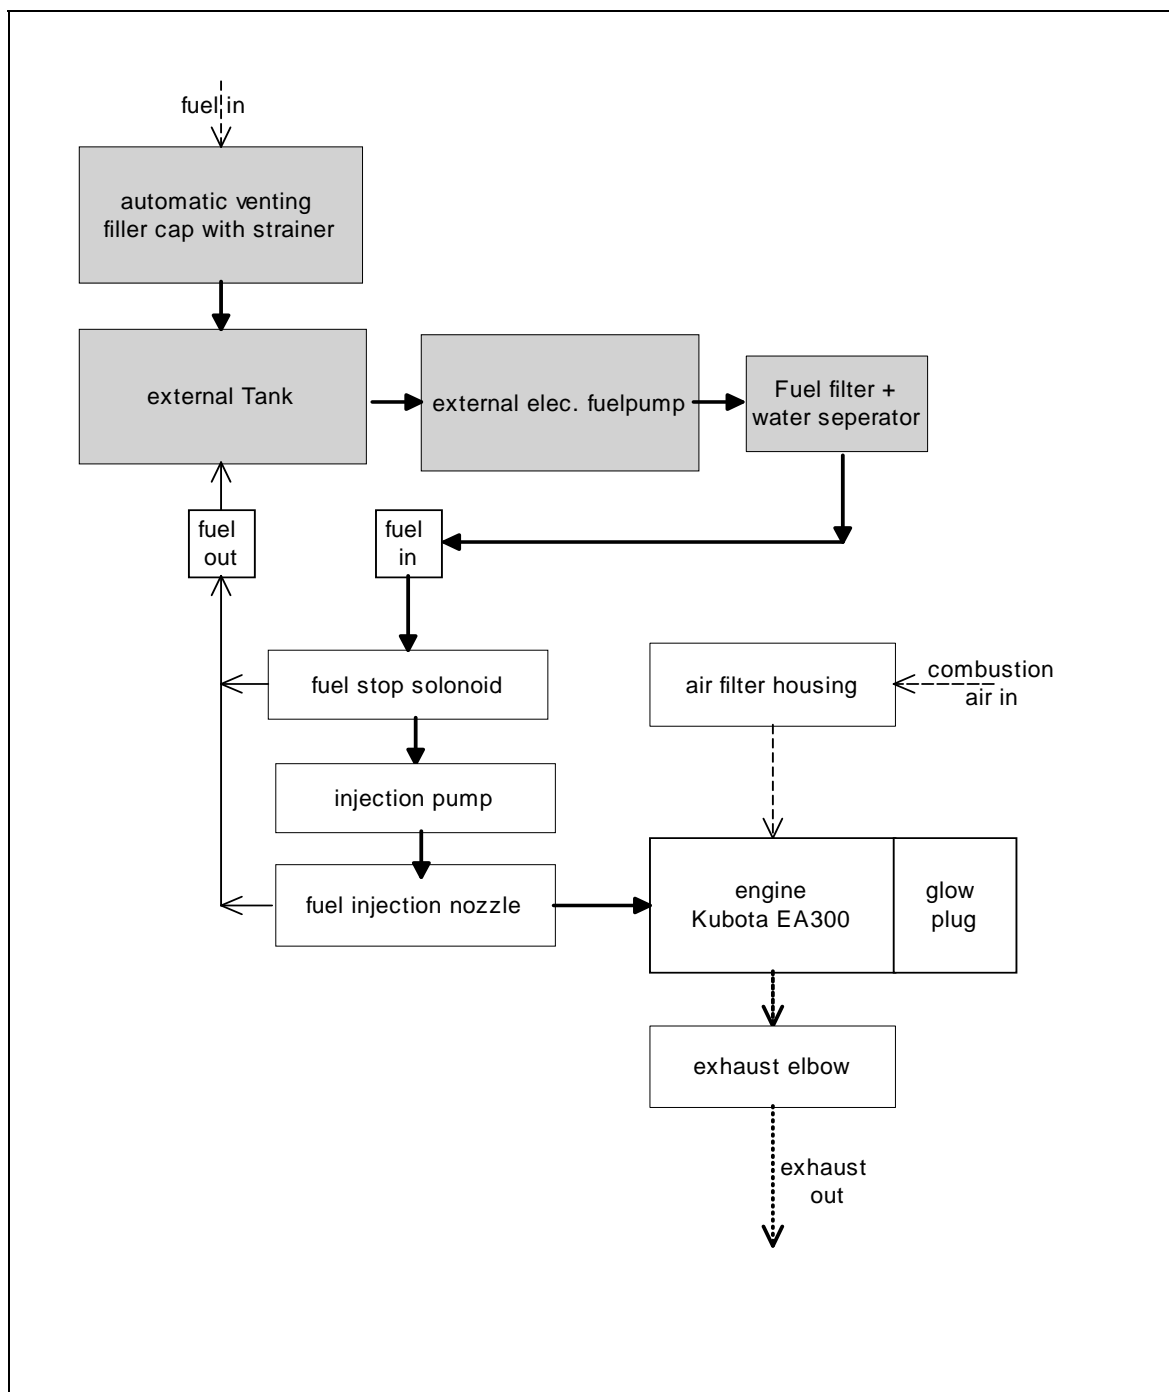 fuel in
automatic venting
filler cap with strainer
external Tank
external elec. fuelpump
Fuel filter +
water seperator
fuel
out
fuel
in
fuel stop solonoid
air filter housing
combustion
air in
injection pump
fuel injection nozzle
engine
Kubota EA300
glow
plug
exhaust elbow
exhaust
out